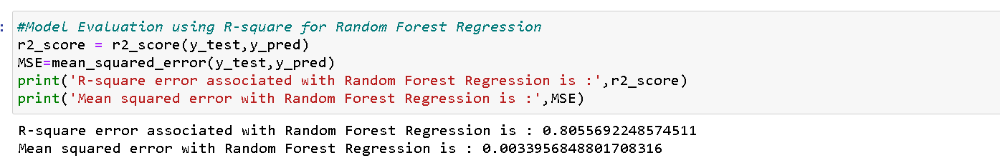 : #Model Evaluation using R-square for Random Forest Regression
r2_score = r2_score(y_test,y_pred)
MSE=mean_squared_error(y_test,y_pred)
print('R-square error associated with Random Forest Regression is :',r2_score)
print('Mean squared error with Random Forest Regression is :',MSE)
R-square error associated with Random Forest Regression is : 0.8055692248574511
Mean squared error with Random Forest Regression is : 0.0033956848801708316